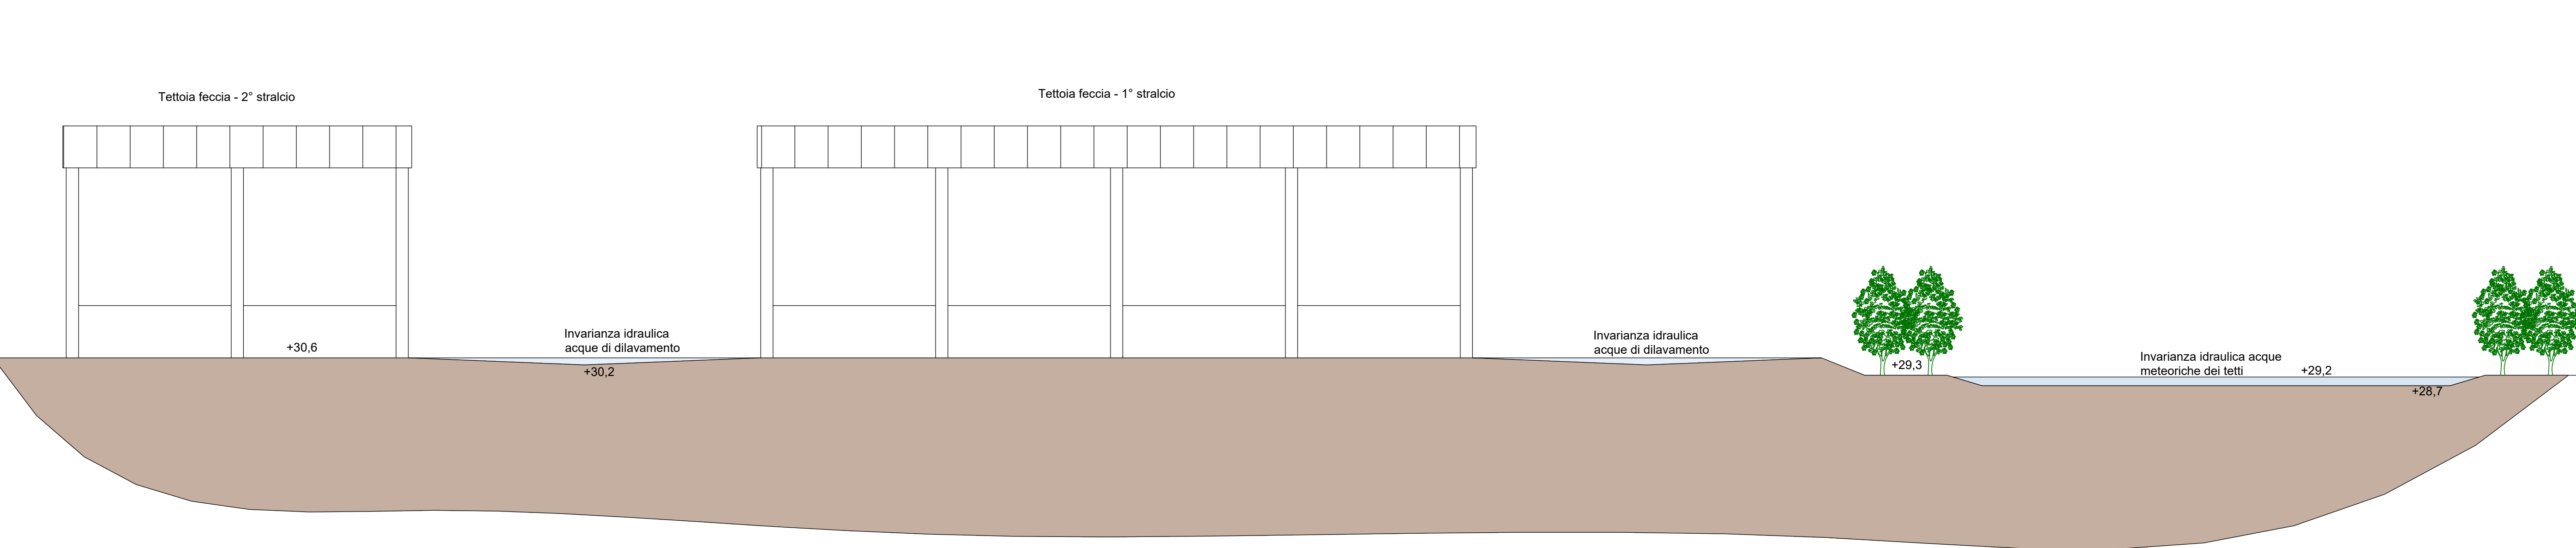 Tettoia feccia - 2° stralcio
Tettoia feccia - 1° stralcio
+30,6
Invarianza idraulica
acque di dilavamento
+30,2
Invarianza idraulica
acque di dilavamento
+29,3
Invarianza idraulica acque
meteoriche dei tetti
+29,2
+28,7